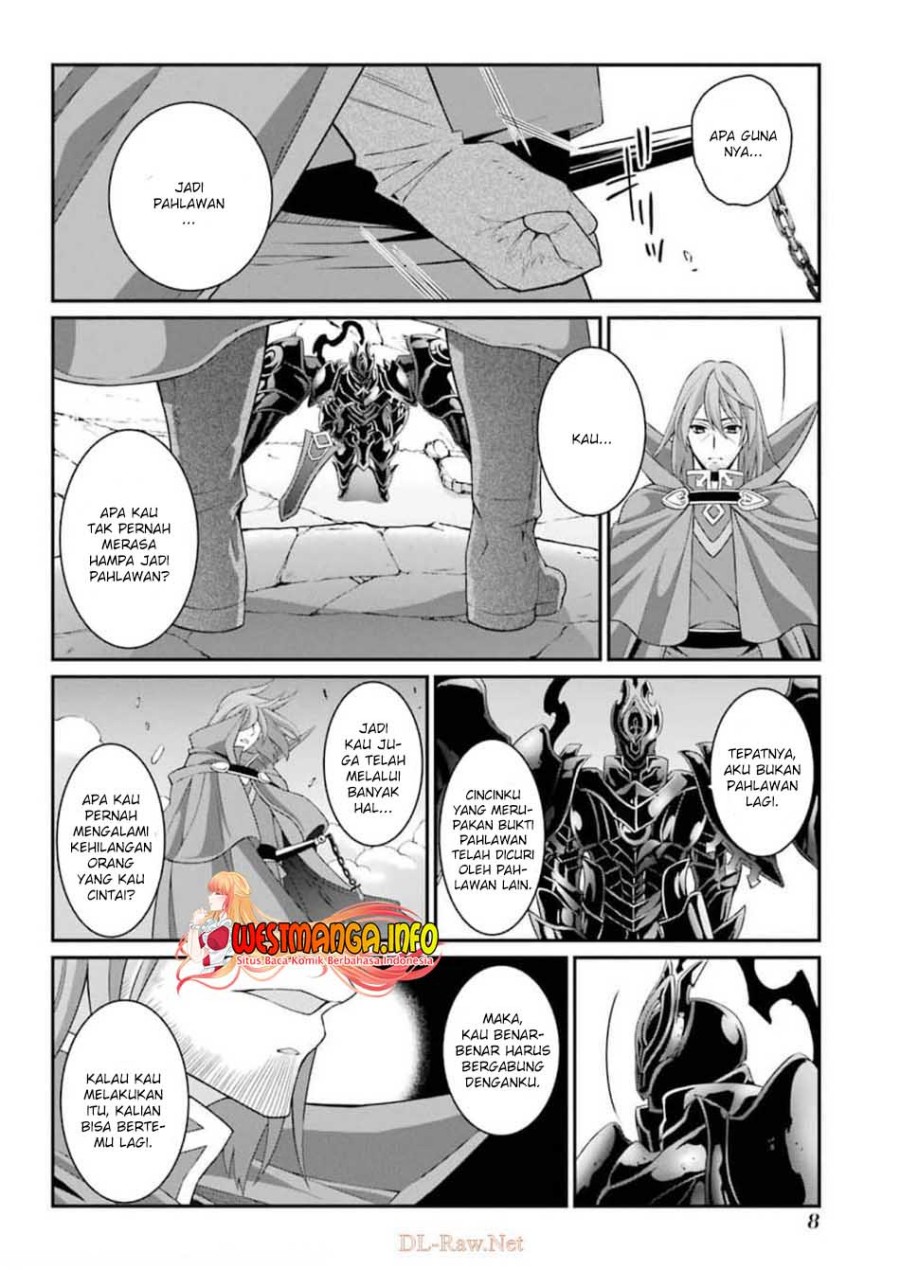 APA GUNA
NYA...
JADI
PAHLAWAN
...
KAU...
APA KAU
TAK PERNAH
MERASA
HAMPA JADI
PAHLAWAN?
TEPATNYA,
AKU BUKAN
PAHLAWAN
LAGI.
CINCINKU
YANG MERU-
PAKAN BUKTI
PAHLAWAN
TELAH DICURI
OLEH PAH-
LAWAN LAIN.
JADI
KAU JU-
GA TELAH
MELALUI
BANYAK
HAL...
APA KAU
PERNAH
MENGALAMI
KEHILANGAN
ORANG
YANG KAU
CINTAI?
WESTMANGA.INFO
Situs Baca Komik Berbahasa Indonesia
MAKA,
KAU BENAR-
BENAR HARUS
BERGABUNG
DENGANKU.
KALAU KAU
MELAKUKAN
ITU, KALIAN
BISA BERTE-
MU LAGI.
8
DL-Raw.Net